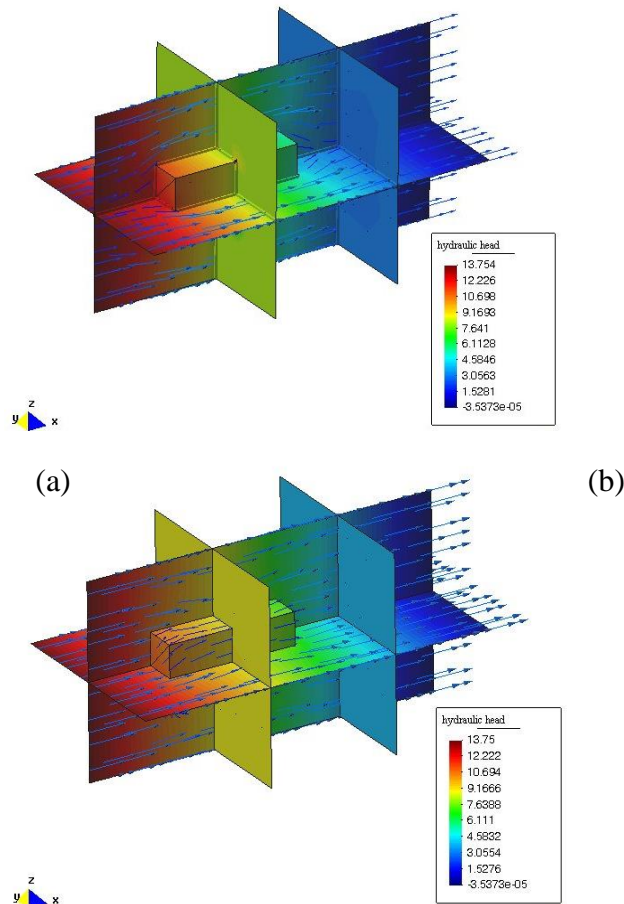 hydraulic head
13.754
12.226
10.698
9.1693
7.641
6.1128
4.5846
3.0563
1.5281
-3.5373e-05
z
y x
(a) (b)
hydraulic head
13.75
12.222
10.694
9.1666
7.6388
6.111
4.5832
3.0554
1.5276
-3.5373e-05
z
y x